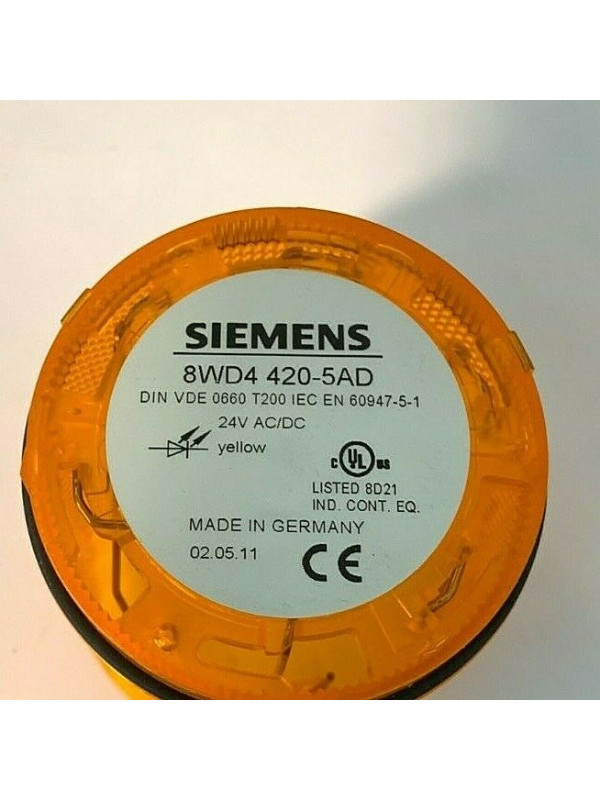 SIEMENS
8WD4 420-5AD
DIN VDE 0660 T200 IEC EN 60947-5-1
24V AC/DC
yellow
c UL us
LISTED 8D21
IND. CONT. EQ.
MADE IN GERMANY
02.05.11
CE